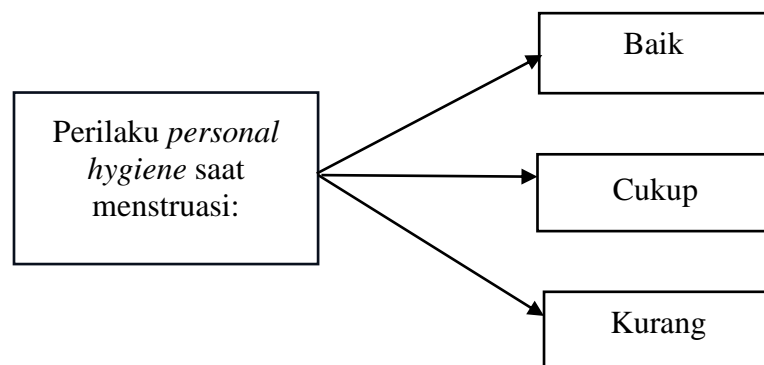 Perilaku personal
hygiene saat
menstruasi:
Baik
Cukup
Kurang